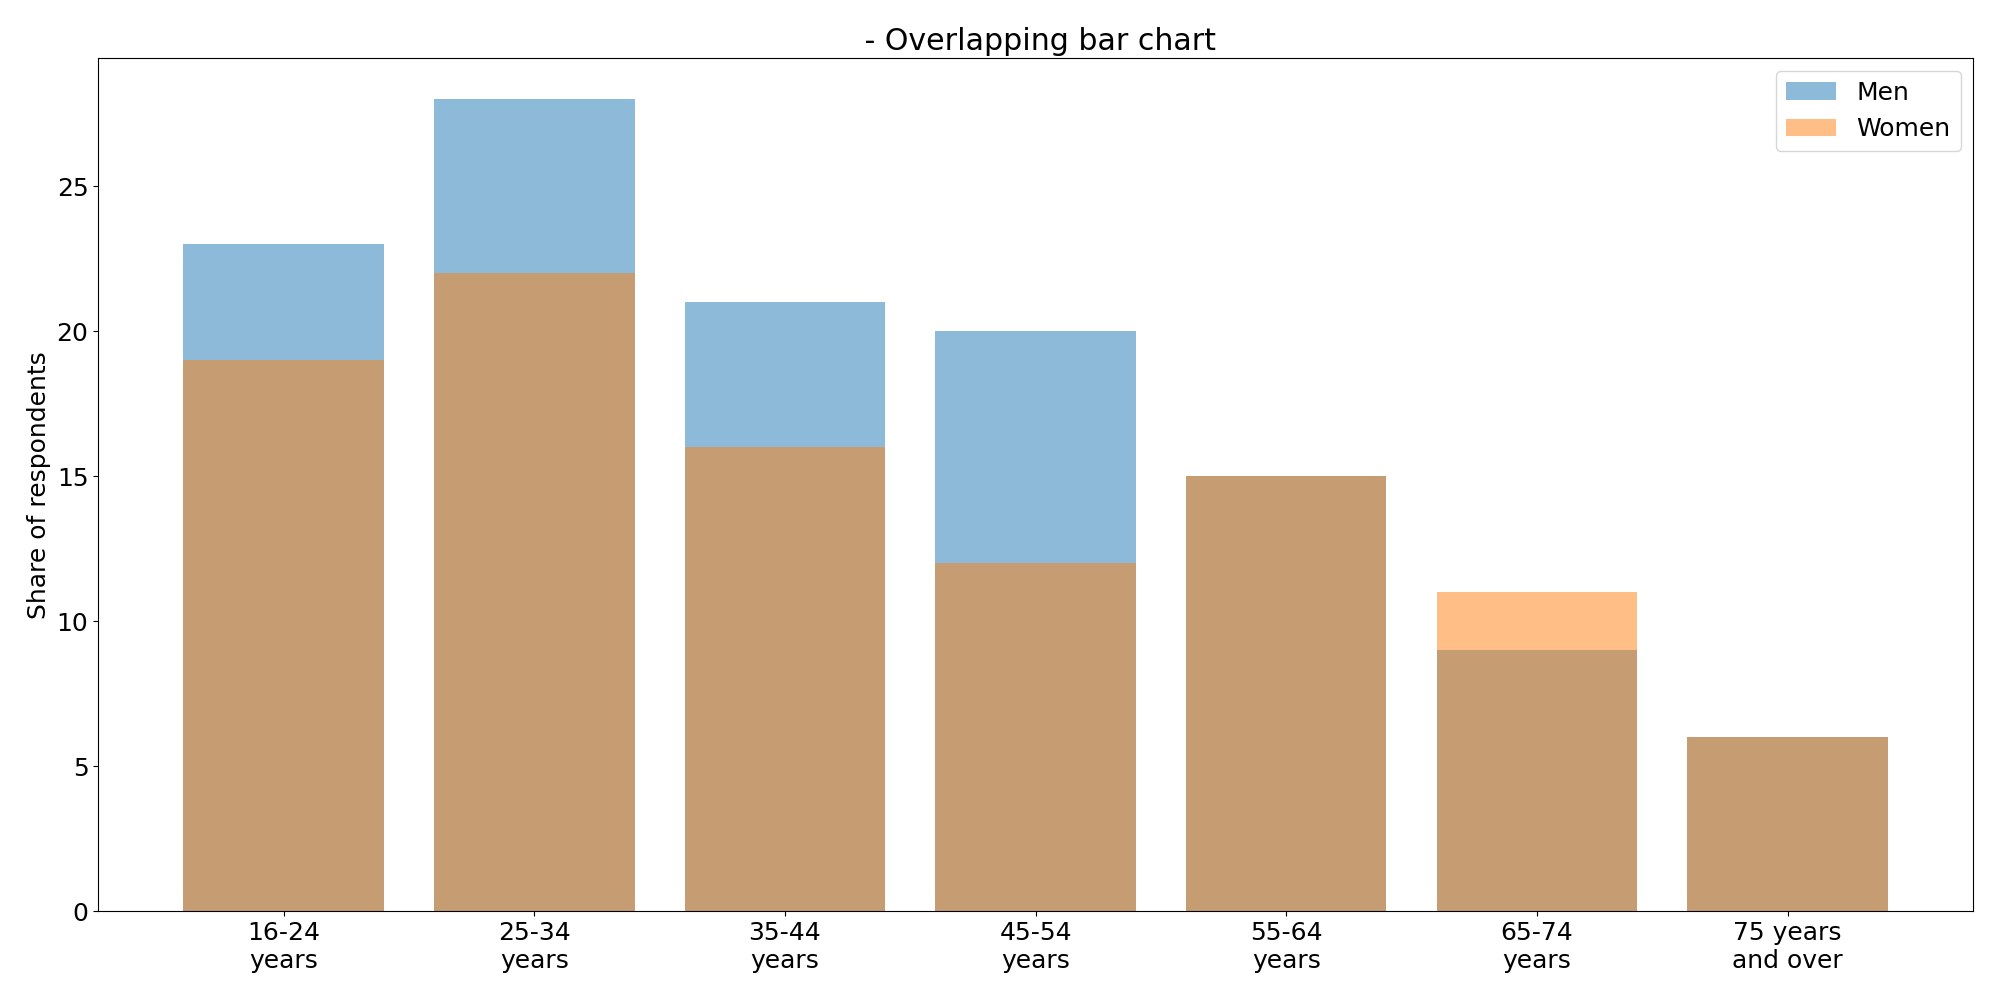 - Overlapping bar chart
Men
Women
Share of respondents
25
20
15
10
5
0
16-24
years
25-34
years
35-44
years
45-54
years
55-64
years
65-74
years
75 years
and over